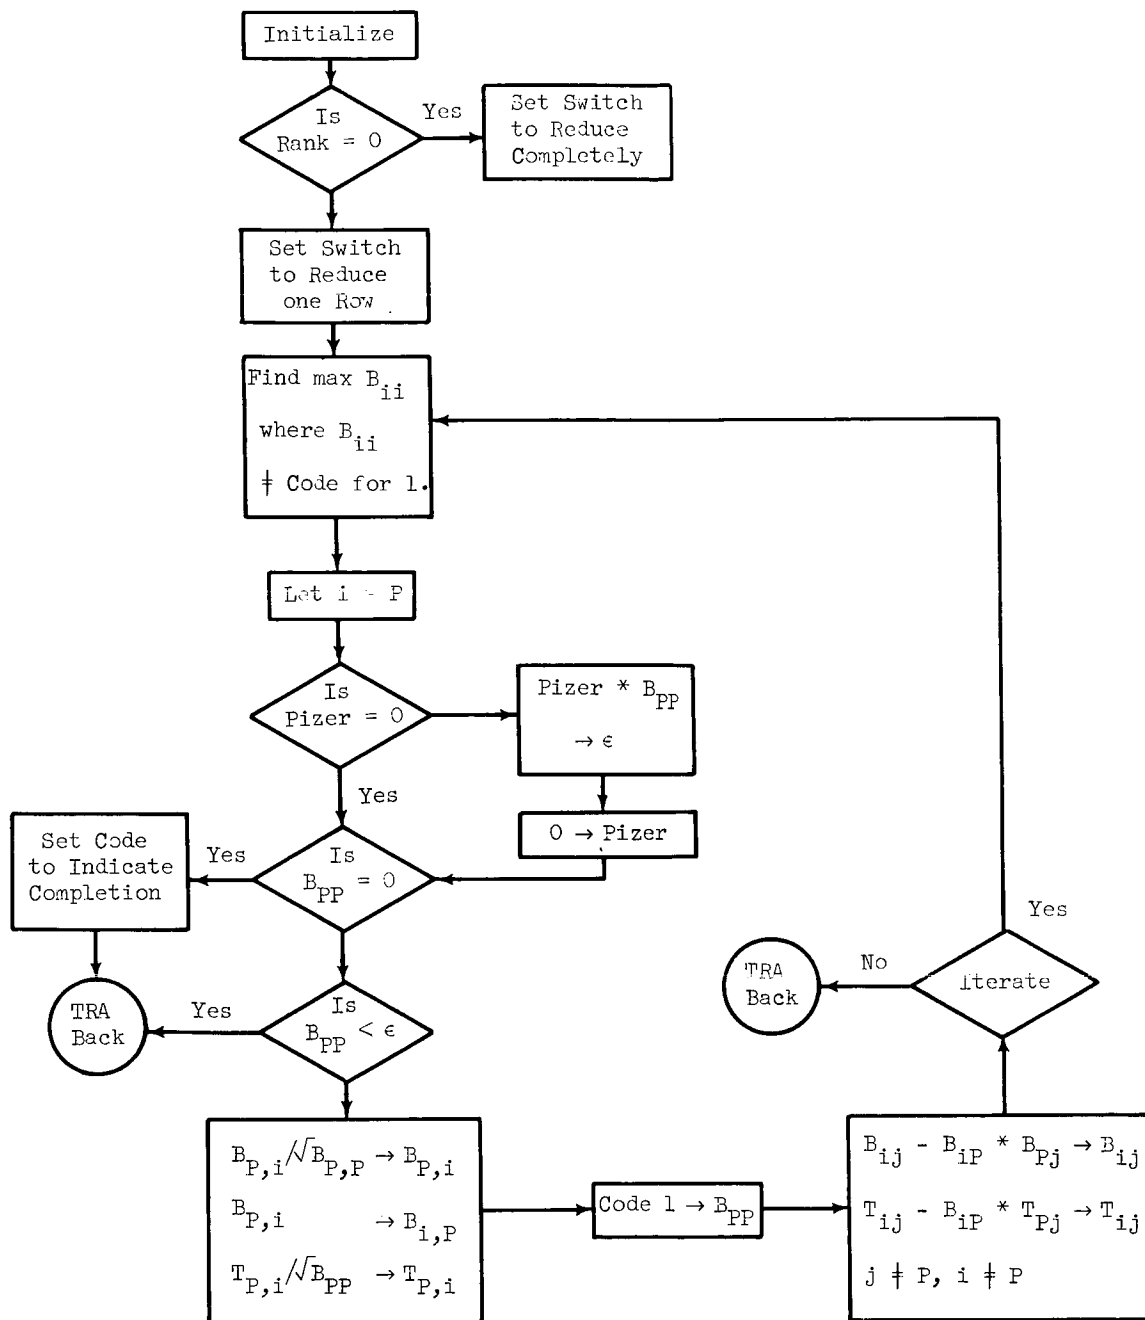 Initialize
Is
Rank = 0
Yes
Set Switch
to Reduce
Completely
Set Switch
to Reduce
one Row
Find max B_ii
where B_ii
≠ Code for 1.
Let i - P
Is
Pizer = 0
Pizer * B_PP
→ ϵ
Yes
0 → Pizer
Set Code
to Indicate
Completion
Yes
Is
B_PP = 0
TRA
Back
Yes
Is
B_PP < ϵ
B_P,i/√B_P,P → B_P,i
B_P,i → B_i,P
T_P,i/√B_PP → T_P,i
Code 1 → B_PP
B_ij - B_iP * B_Pj → B_ij
T_ij - B_iP * T_Pj → T_ij
j ≠ P, i ≠ P
Iterate
Yes
No
TRA
Back